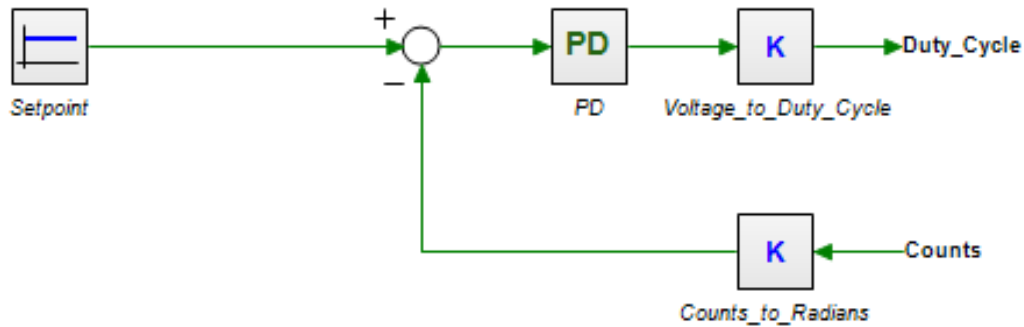 +
PD
K
Duty_Cycle
−
Setpoint
PD
Voltage_to_Duty_Cycle
K
Counts
Counts_to_Radians